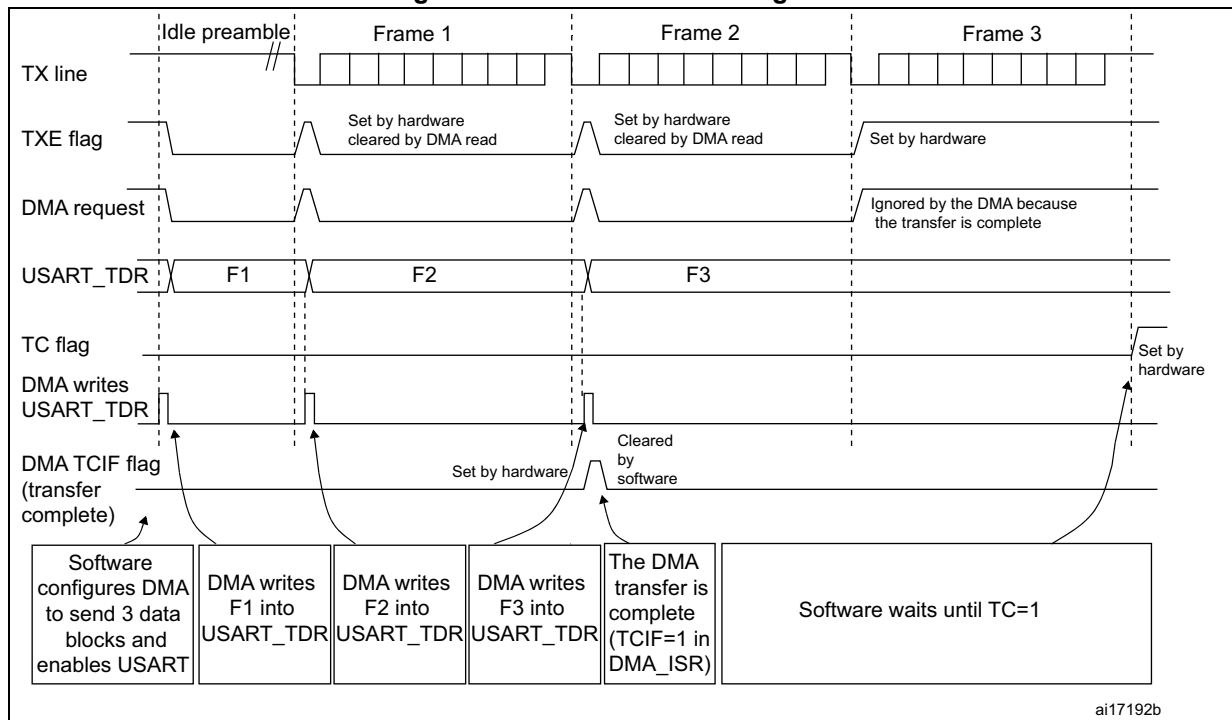 Idle preamble
Frame 1
Frame 2
Frame 3
TX line
TXE flag
Set by hardware
cleared by DMA read
Set by hardware
cleared by DMA read
Set by hardware
DMA request
Ignored by the DMA because
the transfer is complete
USART_TDR
F1
F2
F3
TC flag
Set by
hardware
DMA writes
USART_TDR
DMA TCIF flag
(transfer
complete)
Set by hardware
Cleared
by
software
Software
configures DMA
to send 3 data
blocks and
enables USART
DMA writes
F1 into
USART_TDR
DMA writes
F2 into
USART_TDR
DMA writes
F3 into
USART_TDR
The DMA
transfer is
complete
(TCIF=1 in
DMA_ISR)
Software waits until TC=1
ai17192b